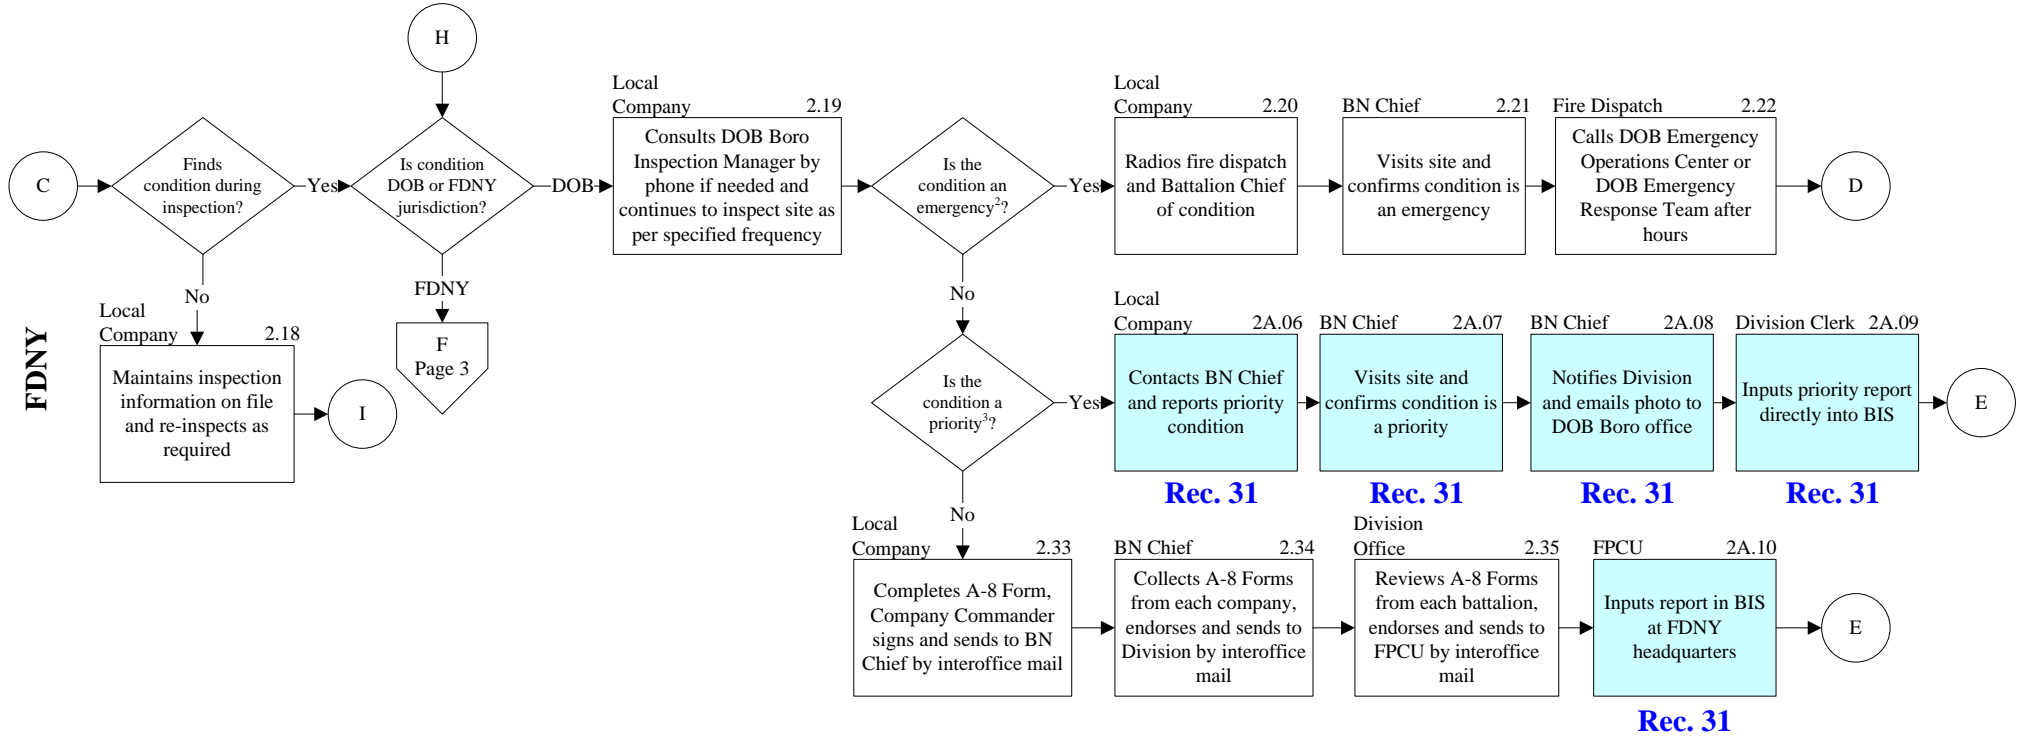 H
C
Finds
condition during
inspection?
Yes
Is condition
DOB or FDNY
jurisdiction?
DOB
Local
Company 2.19
Consults DOB Boro
Inspection Manager by
phone if needed and
continues to inspect site as
per specified frequency
Is the
condition an
emergency²?
Yes
Local
Company 2.20
Radios fire dispatch
and Battalion Chief
of condition
BN Chief 2.21
Visits site and
confirms condition is
an emergency
Fire Dispatch 2.22
Calls DOB Emergency
Operations Center or
DOB Emergency
Response Team after
hours
D
No
Local
Company 2.18
Maintains inspection
information on file
and re-inspects as
required
I
FDNY
F
Page 3
FDNY
No
Is the
condition a
priority³?
Yes
Local
Company 2A.06
Contacts BN Chief
and reports priority
condition
Rec. 31
BN Chief 2A.07
Visits site and
confirms condition is
a priority
Rec. 31
BN Chief 2A.08
Notifies Division
and emails photo to
DOB Boro office
Rec. 31
Division Clerk 2A.09
Inputs priority report
directly into BIS
Rec. 31
E
No
Local
Company 2.33
Completes A-8 Form,
Company Commander
signs and sends to BN
Chief by interoffice mail
BN Chief 2.34
Collects A-8 Forms
from each company,
endorses and sends to
Division by interoffice
mail
Division
Office 2.35
Reviews A-8 Forms
from each battalion,
endorses and sends to
FPCU by interoffice
mail
FPCU 2A.10
Inputs report in BIS
at FDNY
headquarters
Rec. 31
E